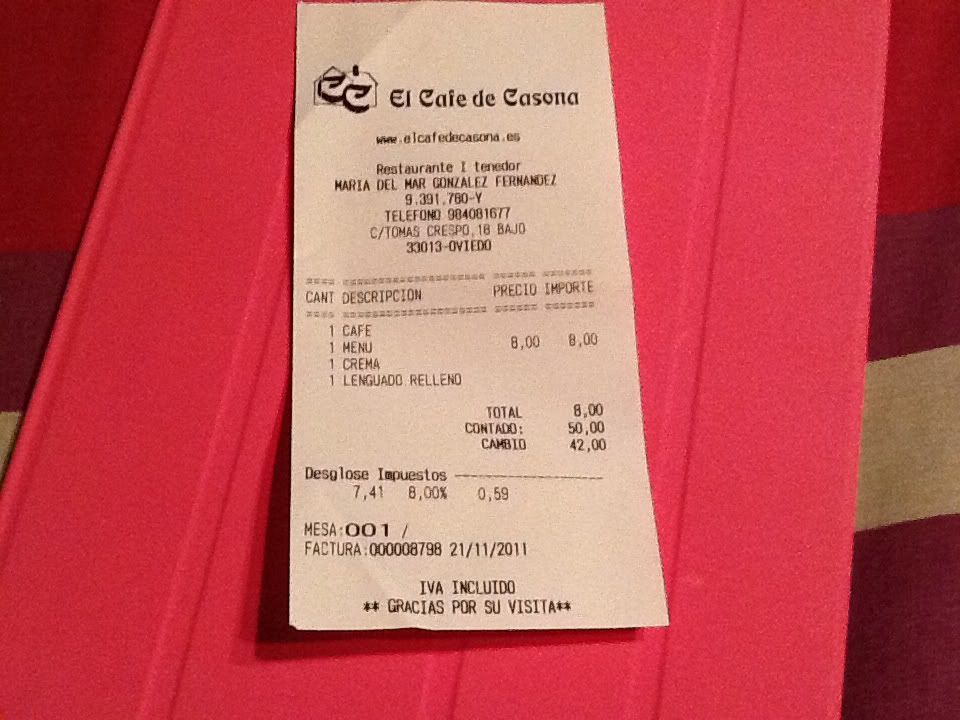 El Cafe de Casona
www.elcafedecasona.es
Restaurante I tenedor
MARIA DEL MAR GONZALEZ FERNANDEZ
9.391.760-Y
TELEFONO 984081677
C/TOMAS CRESPO,18 BAJO
33013-OVIEDO
CANT DESCRIPCION PRECIO IMPORTE
1 CAFE
1 MENU 8,00 8,00
1 CREMA
1 LENGUADO RELLENO
TOTAL 8,00
CONTADO: 50,00
CAMBIO 42,00
Desglose Impuestos
7,41 8,00% 0,59
MESA:001 /
FACTURA:000008798 21/11/2011
IVA INCLUIDO
** GRACIAS POR SU VISITA**